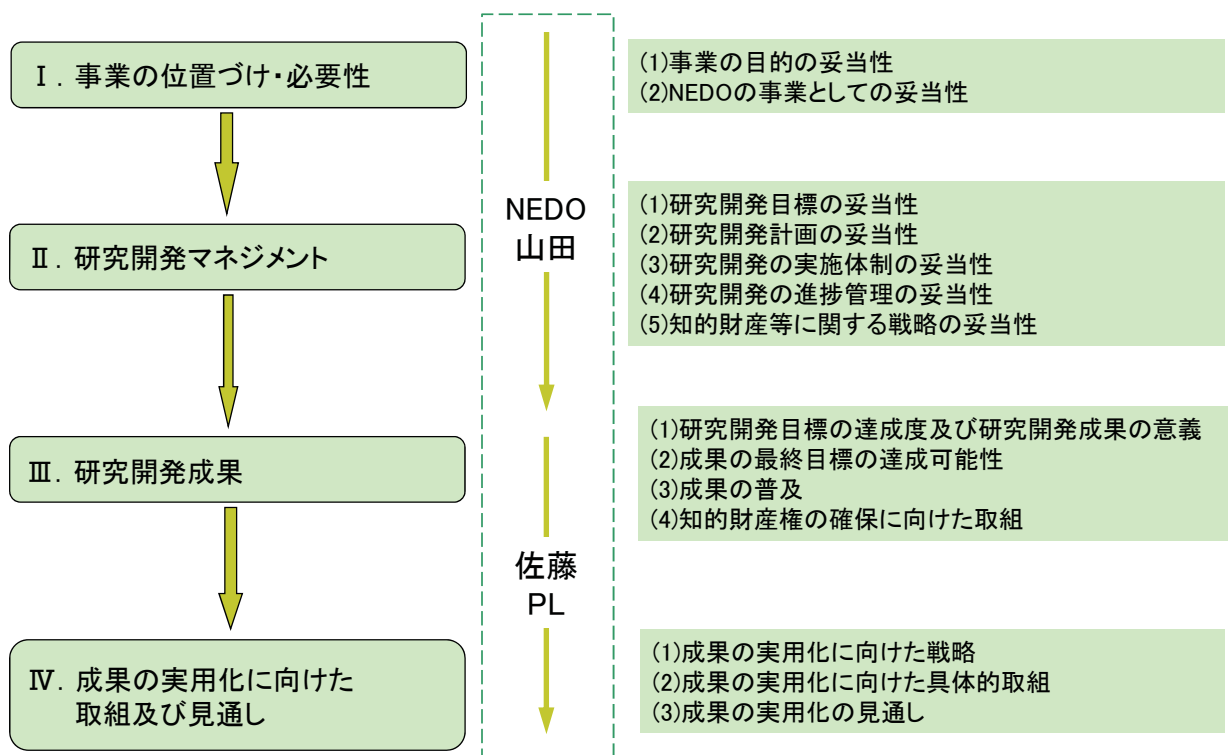 Ⅰ. 事業の位置づけ・必要性
(1)事業の目的の妥当性
(2)NEDOの事業としての妥当性
NEDO
山田
Ⅱ. 研究開発マネジメント
(1)研究開発目標の妥当性
(2)研究開発計画の妥当性
(3)研究開発の実施体制の妥当性
(4)研究開発の進捗管理の妥当性
(5)知的財産等に関する戦略の妥当性
Ⅲ. 研究開発成果
(1)研究開発目標の達成度及び研究開発成果の意義
(2)成果の最終目標の達成可能性
(3)成果の普及
(4)知的財産権の確保に向けた取組
佐藤
PL
Ⅳ. 成果の実用化に向けた
取組及び見通し
(1)成果の実用化に向けた戦略
(2)成果の実用化に向けた具体的取組
(3)成果の実用化の見通し